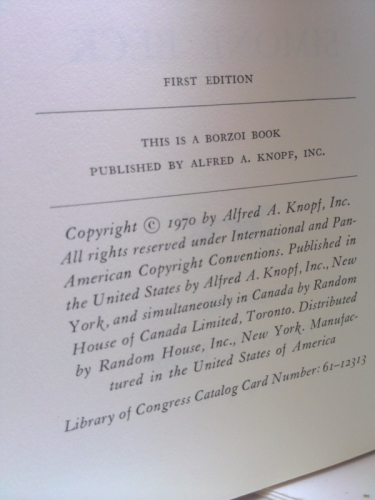 FIRST EDITION
THIS IS A BORZOI BOOK
PUBLISHED BY ALFRED A. KNOPF, INC.
Copyright © 1970 by Alfred A. Knopf, Inc.
All rights reserved under International and Pan-
American Copyright Conventions. Published in
the United States by Alfred A. Knopf, Inc., New
York, and simultaneously in Canada by Random
House of Canada Limited, Toronto. Distributed
by Random House, Inc., New York. Manufac-
tured in the United States of America
Library of Congress Catalog Card Number: 61-12313